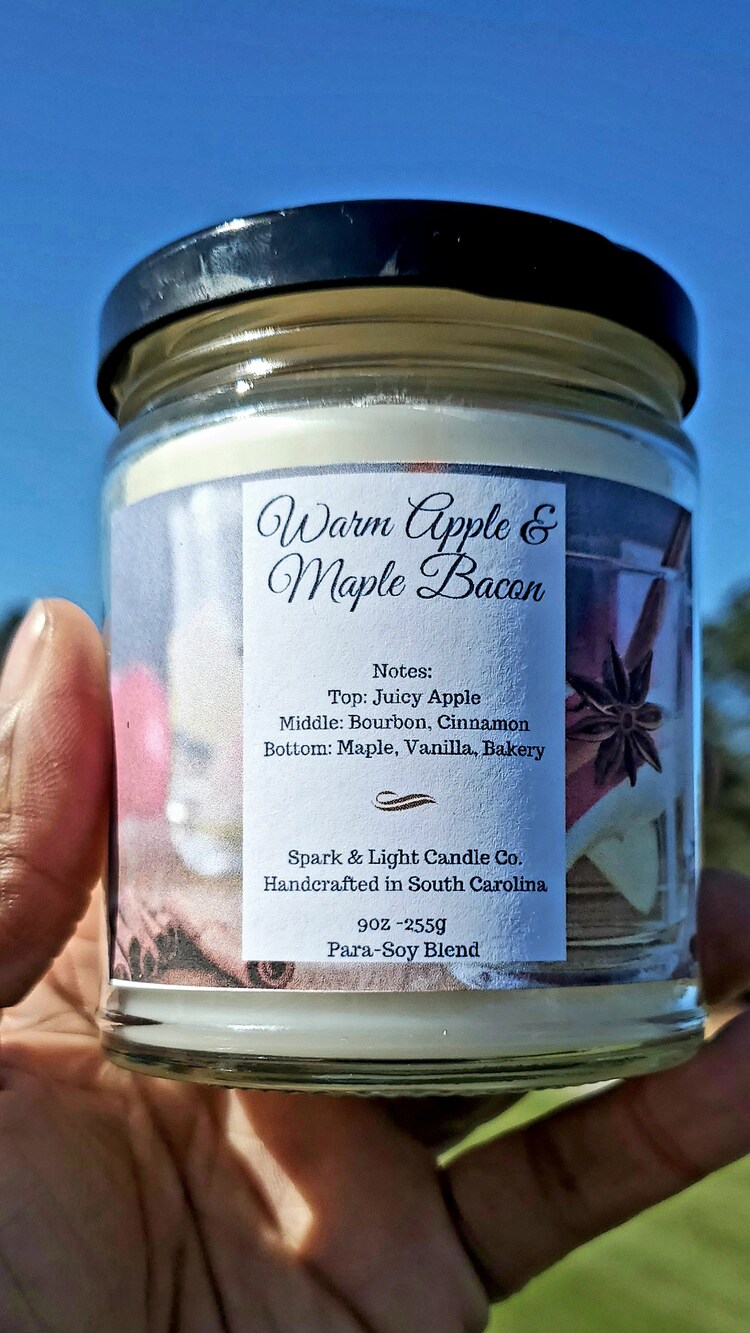 Warm Apple &
Maple Bacon
Notes:
Top: Juicy Apple
Middle: Bourbon, Cinnamon
Bottom: Maple, Vanilla, Bakery
Spark & Light Candle Co.
Handcrafted in South Carolina
9oz -255g
Para-Soy Blend